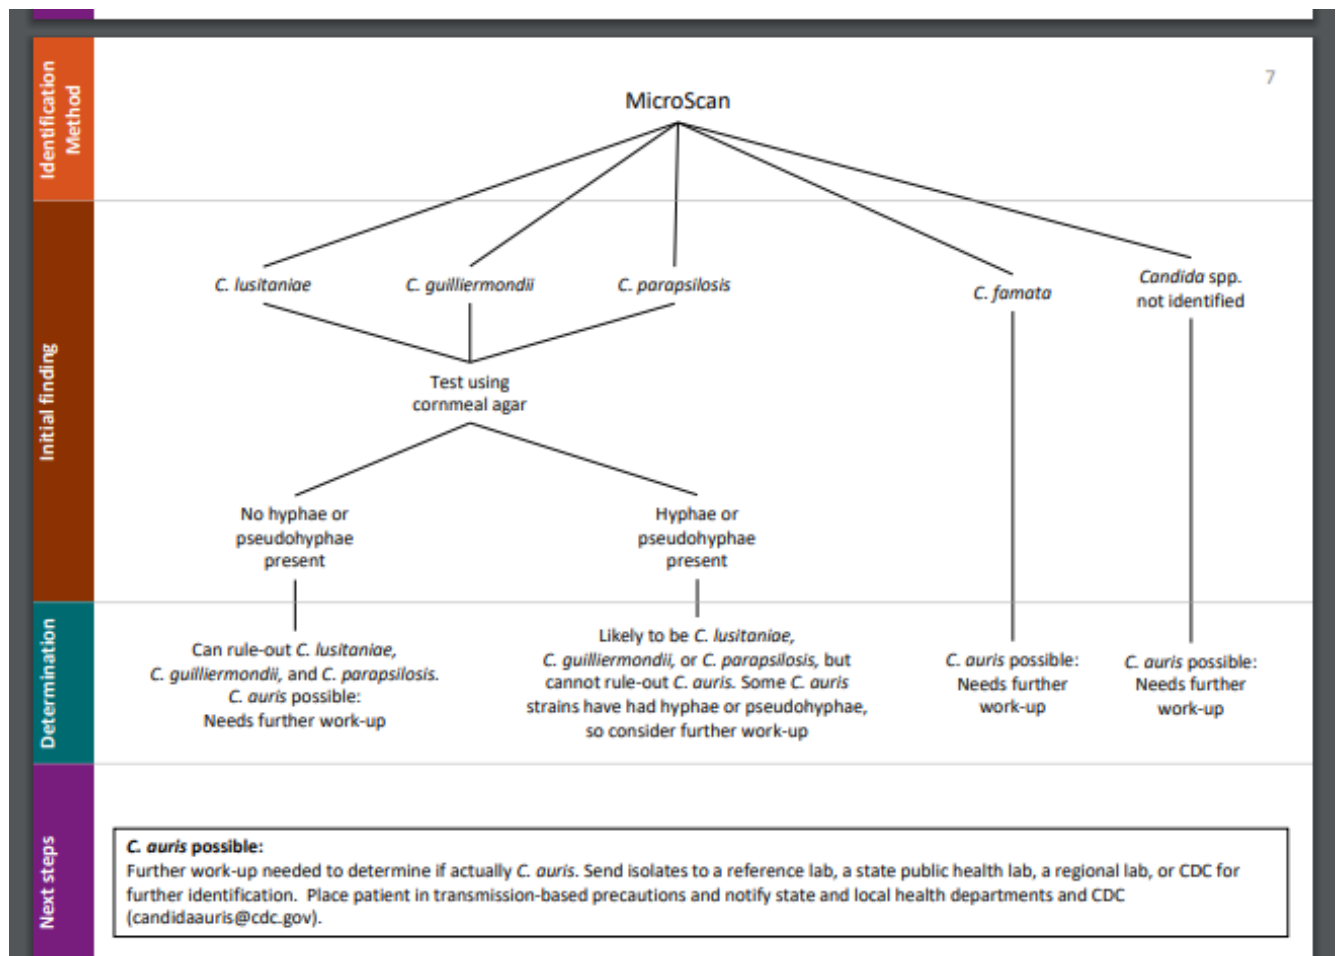 7
Identification
Method
MicroScan
Initial finding
C. lusitaniae
C. guilliermondii
C. parapsilosis
C. famata
Candida spp.
not identified
Test using
cornmeal agar
No hyphae or
pseudohyphae
present
Hyphae or
pseudohyphae
present
Determination
Can rule-out C. lusitaniae,
C. guilliermondii, and C. parapsilosis.
C. auris possible:
Needs further work-up
Likely to be C. lusitaniae,
C. guilliermondii, or C. parapsilosis, but
cannot rule-out C. auris. Some C. auris
strains have had hyphae or pseudohyphae,
so consider further work-up
C. auris possible:
Needs further
work-up
C. auris possible:
Needs further
work-up
Next steps
C. auris possible:
Further work-up needed to determine if actually C. auris. Send isolates to a reference lab, a state public health lab, a regional lab, or CDC for
further identification.  Place patient in transmission-based precautions and notify state and local health departments and CDC
(candidaauris@cdc.gov).